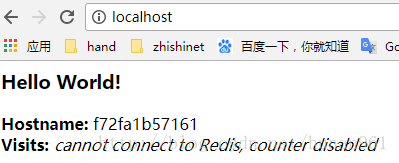 localhost
应用 hand zhishinet 百度一下，你就知道 Go
Hello World!
Hostname: f72fa1b57161
Visits: cannot connect to Redis, counter disabled